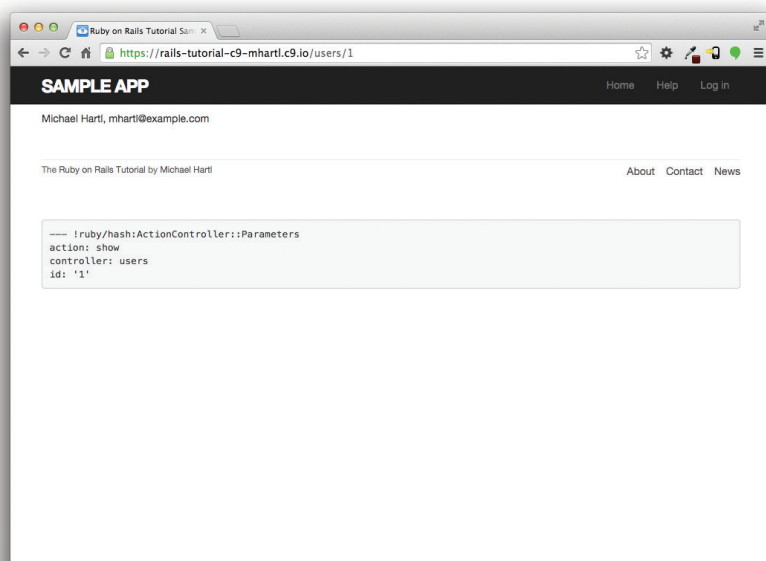 Ruby on Rails Tutorial Sam
https://rails-tutorial-c9-mhartl.c9.io/users/1
SAMPLE APP
Home Help Log in
Michael Hartl, mhartl@example.com
The Ruby on Rails Tutorial by Michael Hartl
About Contact News
--- !ruby/hash:ActionController::Parameters
action: show
controller: users
id: '1'